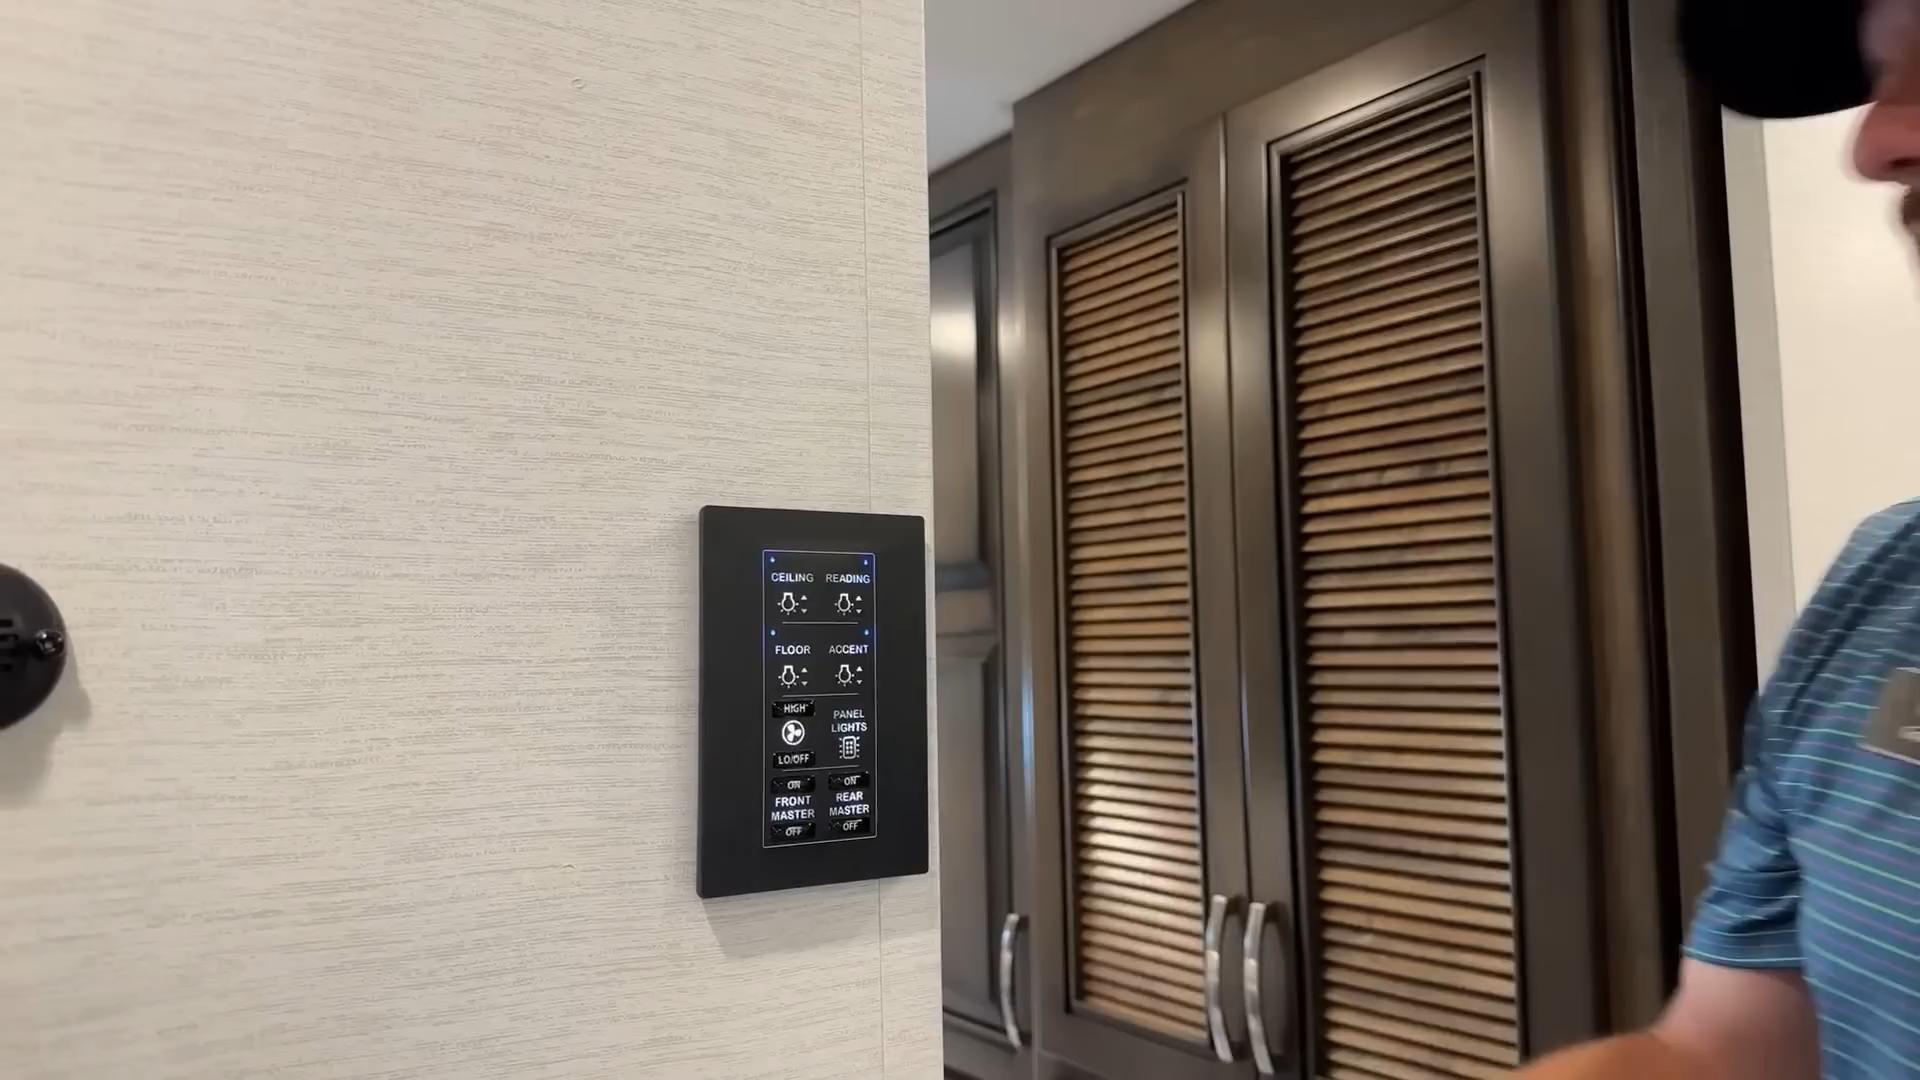 CEILING READING
FLOOR ACCENT
HIGH
PANEL
LIGHTS
LO/OFF
ON ON
FRONT REAR
MASTER MASTER
OFF OFF